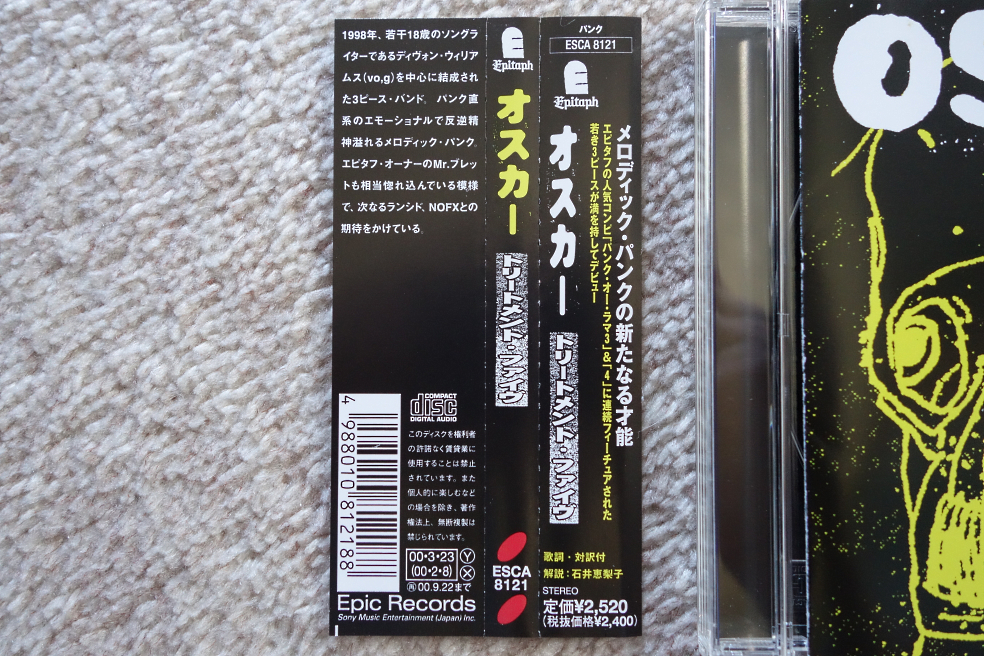 1998年、若干18歳のソングラ
イターであるディヴォン・ウィリア
ムス(vo,g)を中心に結成され
た3ピース・バンド。パンク直
系のエモーショナルで反逆精
神溢れるメロディック・パンク。
エピタフ・オーナーのMr.ブレッ
トも相当惚れ込んでいる模様
で、次なるランシド、NOFXとの
期待をかけている。
4 988010 812188
COMPACT
disc
DIGITAL AUDIO
このディスクを権利者
の許諾なく賃貸業に
使用することは禁止
されています。また
個人的に楽しむなど
の場合を除き、著作
権法上、無断複製は
禁じられています。
00・3・23 Y
(00・2・8) X
再 00.9.22まで
Epic Records
Sony Music Entertainment (Japan) Inc.
Epitaph
オスカー
トリートメント・ファイヴ
ESCA
8121
パンク
ESCA 8121
Epitaph
メロディック・パンクの新たなる才能
エピタフの人気コンピ「パンク・オー・ラマ3」&「4」に連続フィーチュアされた
若き3ピースが満を持してデビュー
オスカー
トリートメント・ファイヴ
歌詞・対訳付
解説：石井恵梨子
STEREO
定価¥2,520
(税抜価格¥2,400)
OS